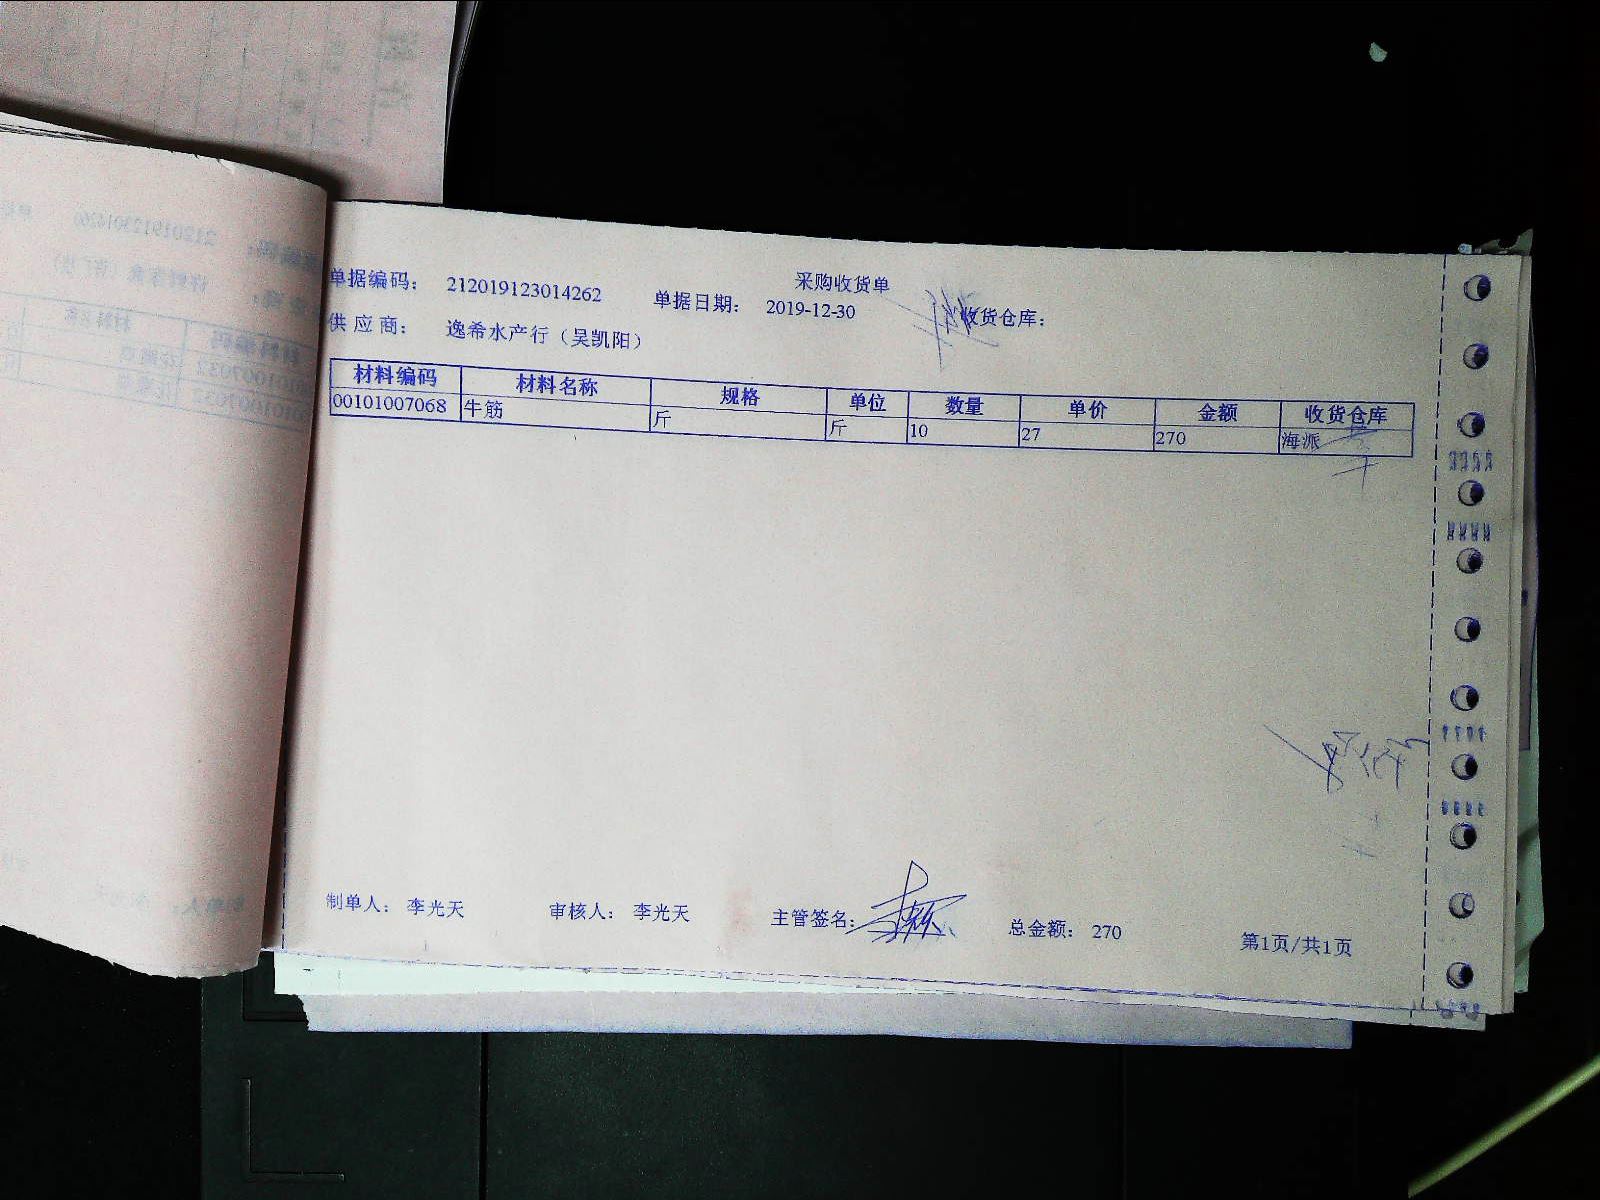 采购收货单
单据编码： 212019123014262 单据日期： 2019-12-30 收货仓库：
供 应 商： 逸希水产行（吴凯阳）
材料编码 材料名称 规格 单位 数量 单价 金额 收货仓库
00101007068 牛筋 斤 斤 10 27 270 海派
制单人： 李光天 审核人： 李光天 主管签名： 总金额： 270 第1页/共1页